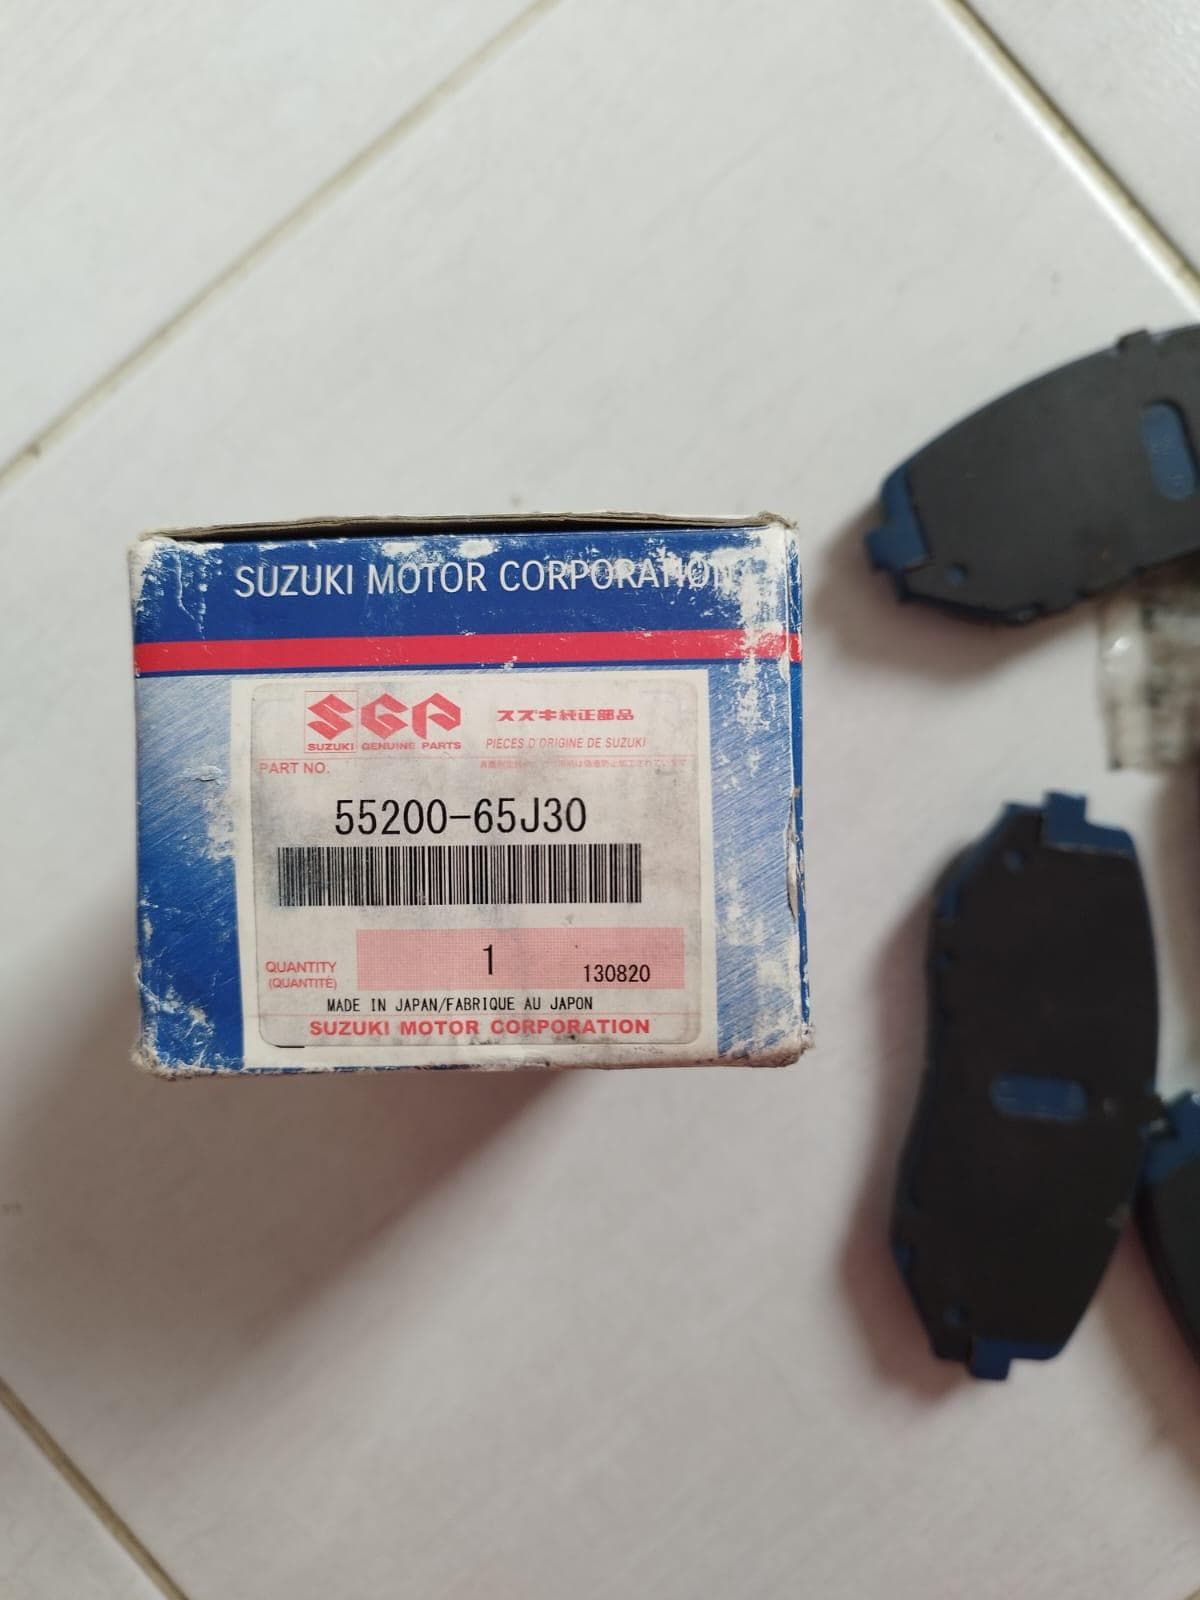 SUZUKI MOTOR CORPORATION
SGP
スズキ純正部品
SUZUKI GENUINE PARTS
PIECES D'ORIGINE DE SUZUKI
PART NO.
55200-65J30
QUANTITY
(QUANTITÉ)
1
130820
MADE IN JAPAN/FABRIQUE AU JAPON
SUZUKI MOTOR CORPORATION